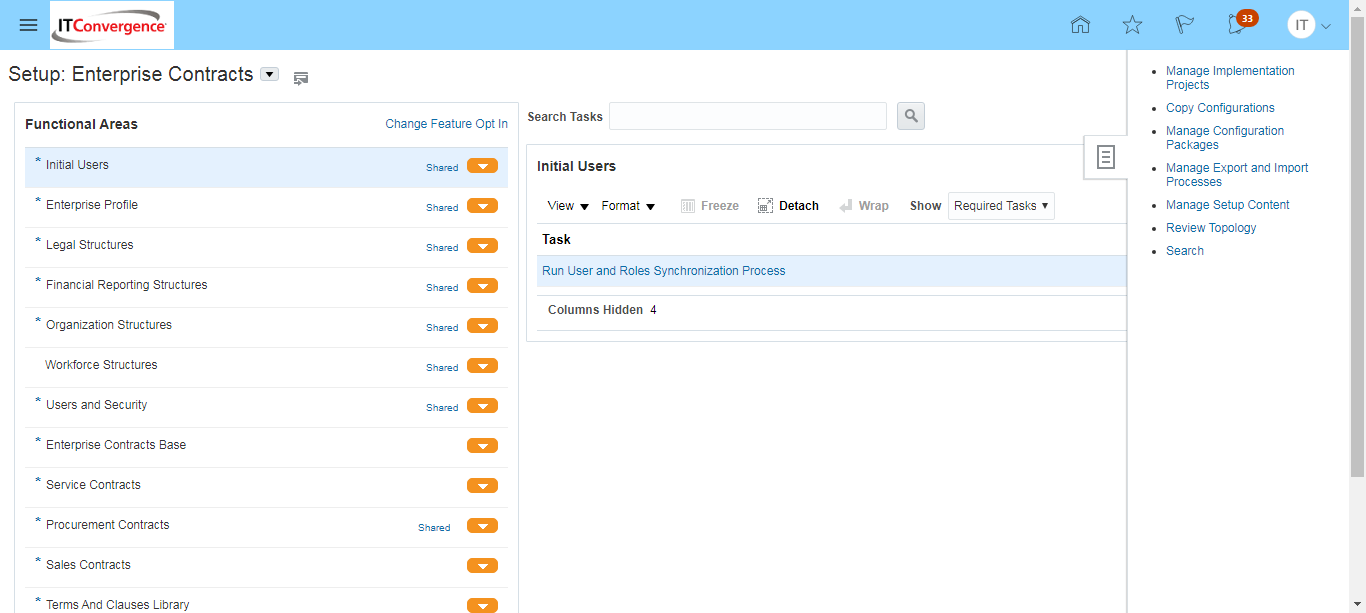 ITConvergence
33
IT
Setup: Enterprise Contracts
Functional Areas
Change Feature Opt In
* Initial Users Shared
* Enterprise Profile Shared
* Legal Structures Shared
* Financial Reporting Structures Shared
* Organization Structures Shared
Workforce Structures Shared
* Users and Security Shared
* Enterprise Contracts Base
* Service Contracts
* Procurement Contracts Shared
* Sales Contracts
* Terms And Clauses Library
Search Tasks
Initial Users
View Format Freeze Detach Wrap Show Required Tasks
Task
Run User and Roles Synchronization Process
Columns Hidden 4
• Manage Implementation
Projects
• Copy Configurations
• Manage Configuration
Packages
• Manage Export and Import
Processes
• Manage Setup Content
• Review Topology
• Search